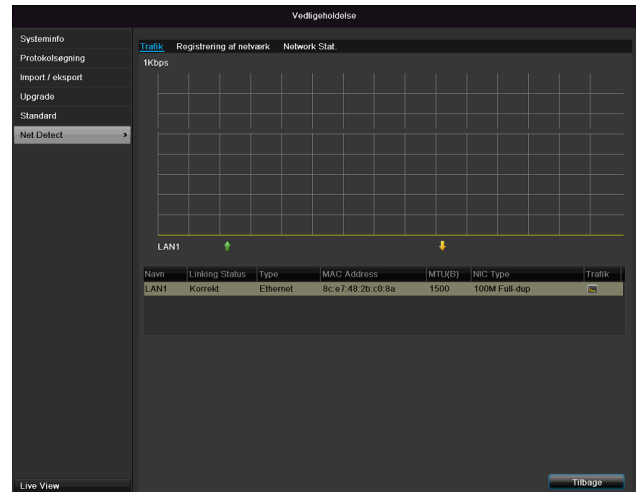 Vedligeholdelse
Systeminfo
Protokolsøgning
Import / eksport
Upgrade
Standard
Net Detect
Trafik Registrering af netværk Network Stat.
1Kbps
LAN1
Navn Linking Status Type MAC Address MTU(B) NIC Type Trafik
LAN1 Korrekt Ethernet 8c:e7:48:2b:c0:8a 1500 100M Full-dup
Live View
Tilbage